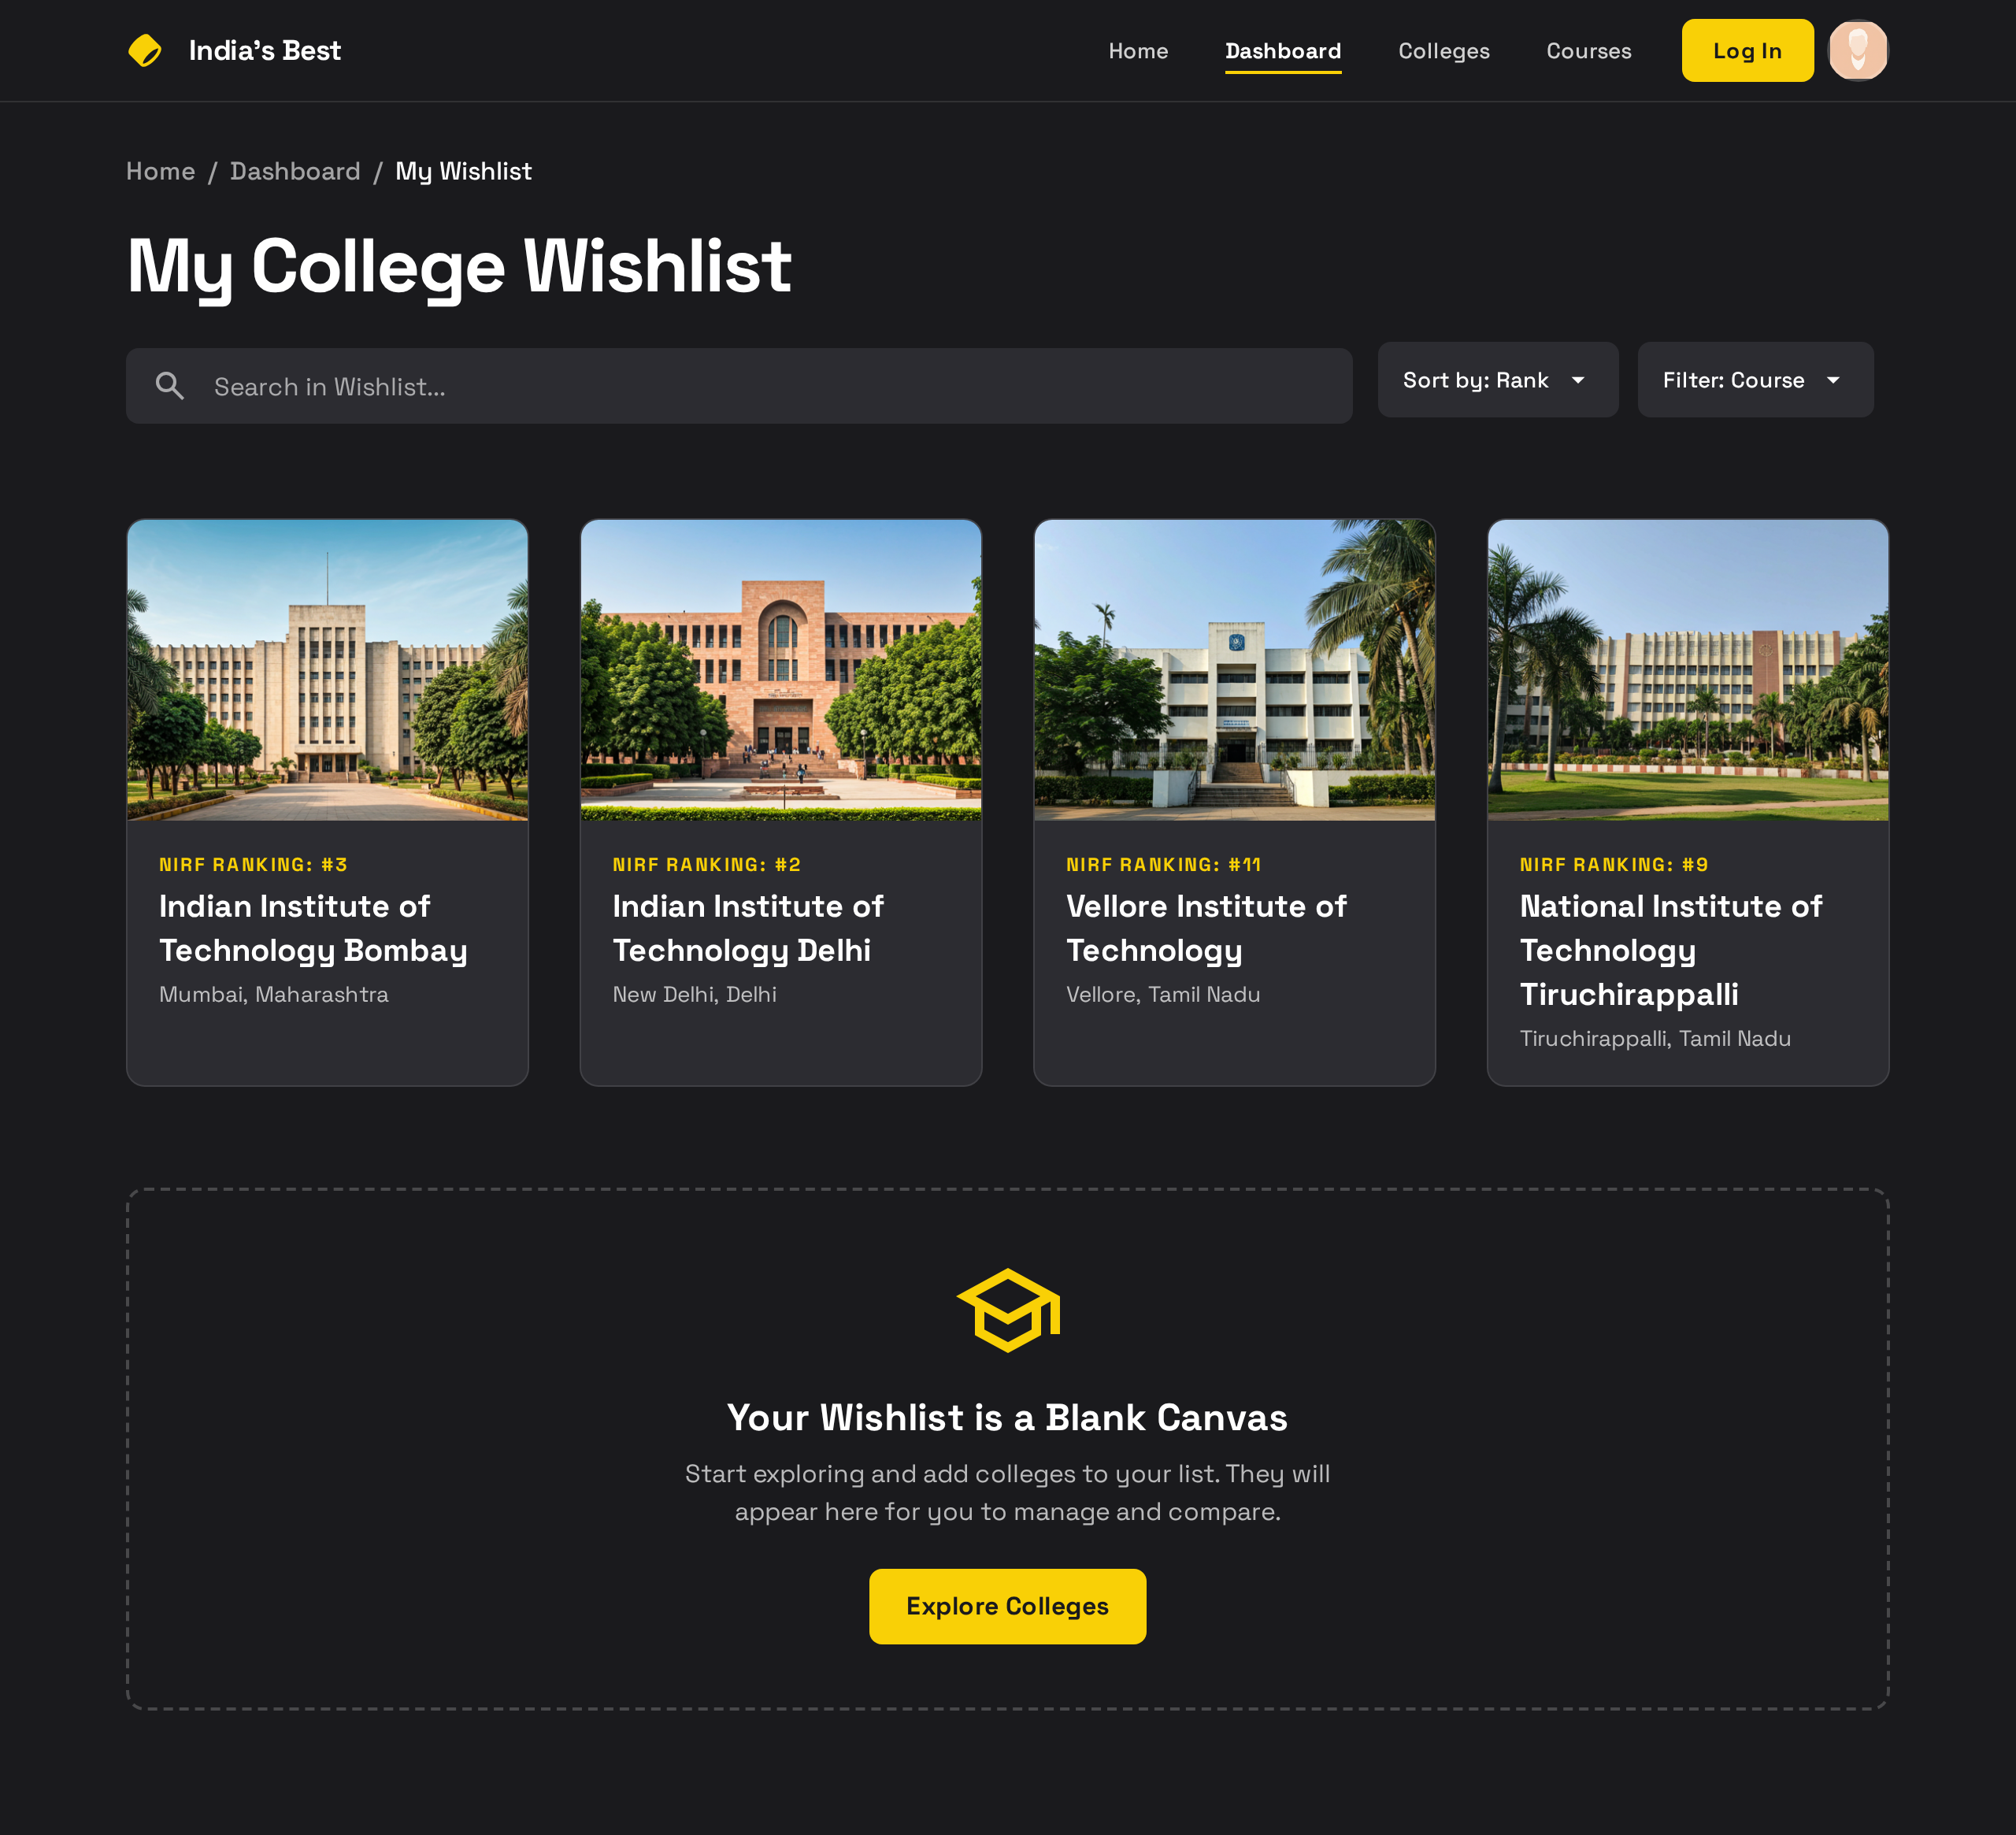 India's Best
Home
Dashboard
Colleges
Courses
Log In
Home / Dashboard / My Wishlist
My College Wishlist
Search in Wishlist...
Sort by: Rank
Filter: Course
NIRF RANKING: #3
Indian Institute of
Technology Bombay
Mumbai, Maharashtra
NIRF RANKING: #2
Indian Institute of
Technology Delhi
New Delhi, Delhi
NIRF RANKING: #11
Vellore Institute of
Technology
Vellore, Tamil Nadu
NIRF RANKING: #9
National Institute of
Technology
Tiruchirappalli
Tiruchirappalli, Tamil Nadu
Your Wishlist is a Blank Canvas
Start exploring and add colleges to your list. They will
appear here for you to manage and compare.
Explore Colleges